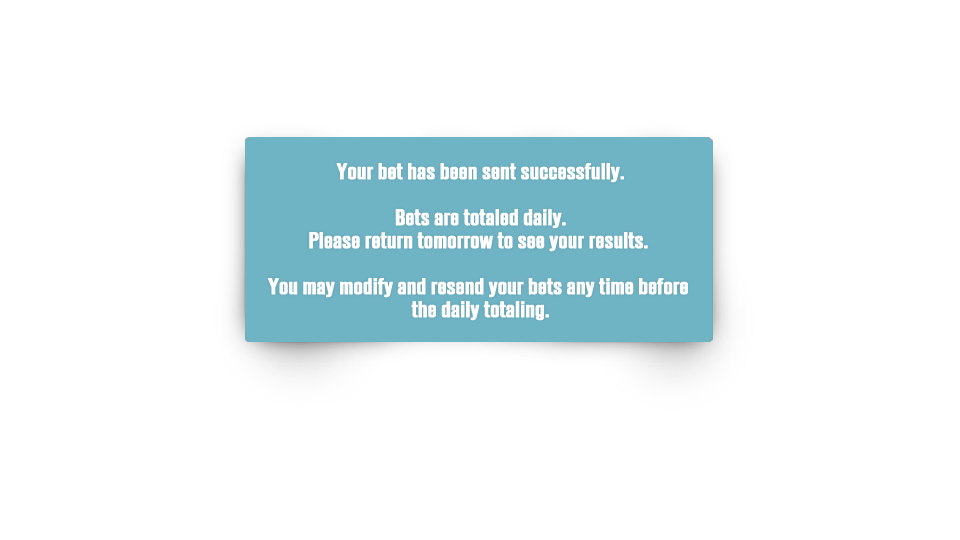 Your bet has been sent successfully.
Bets are totaled daily.
Please return tomorrow to see your results.
You may modify and resend your bets any time before
the daily totaling.